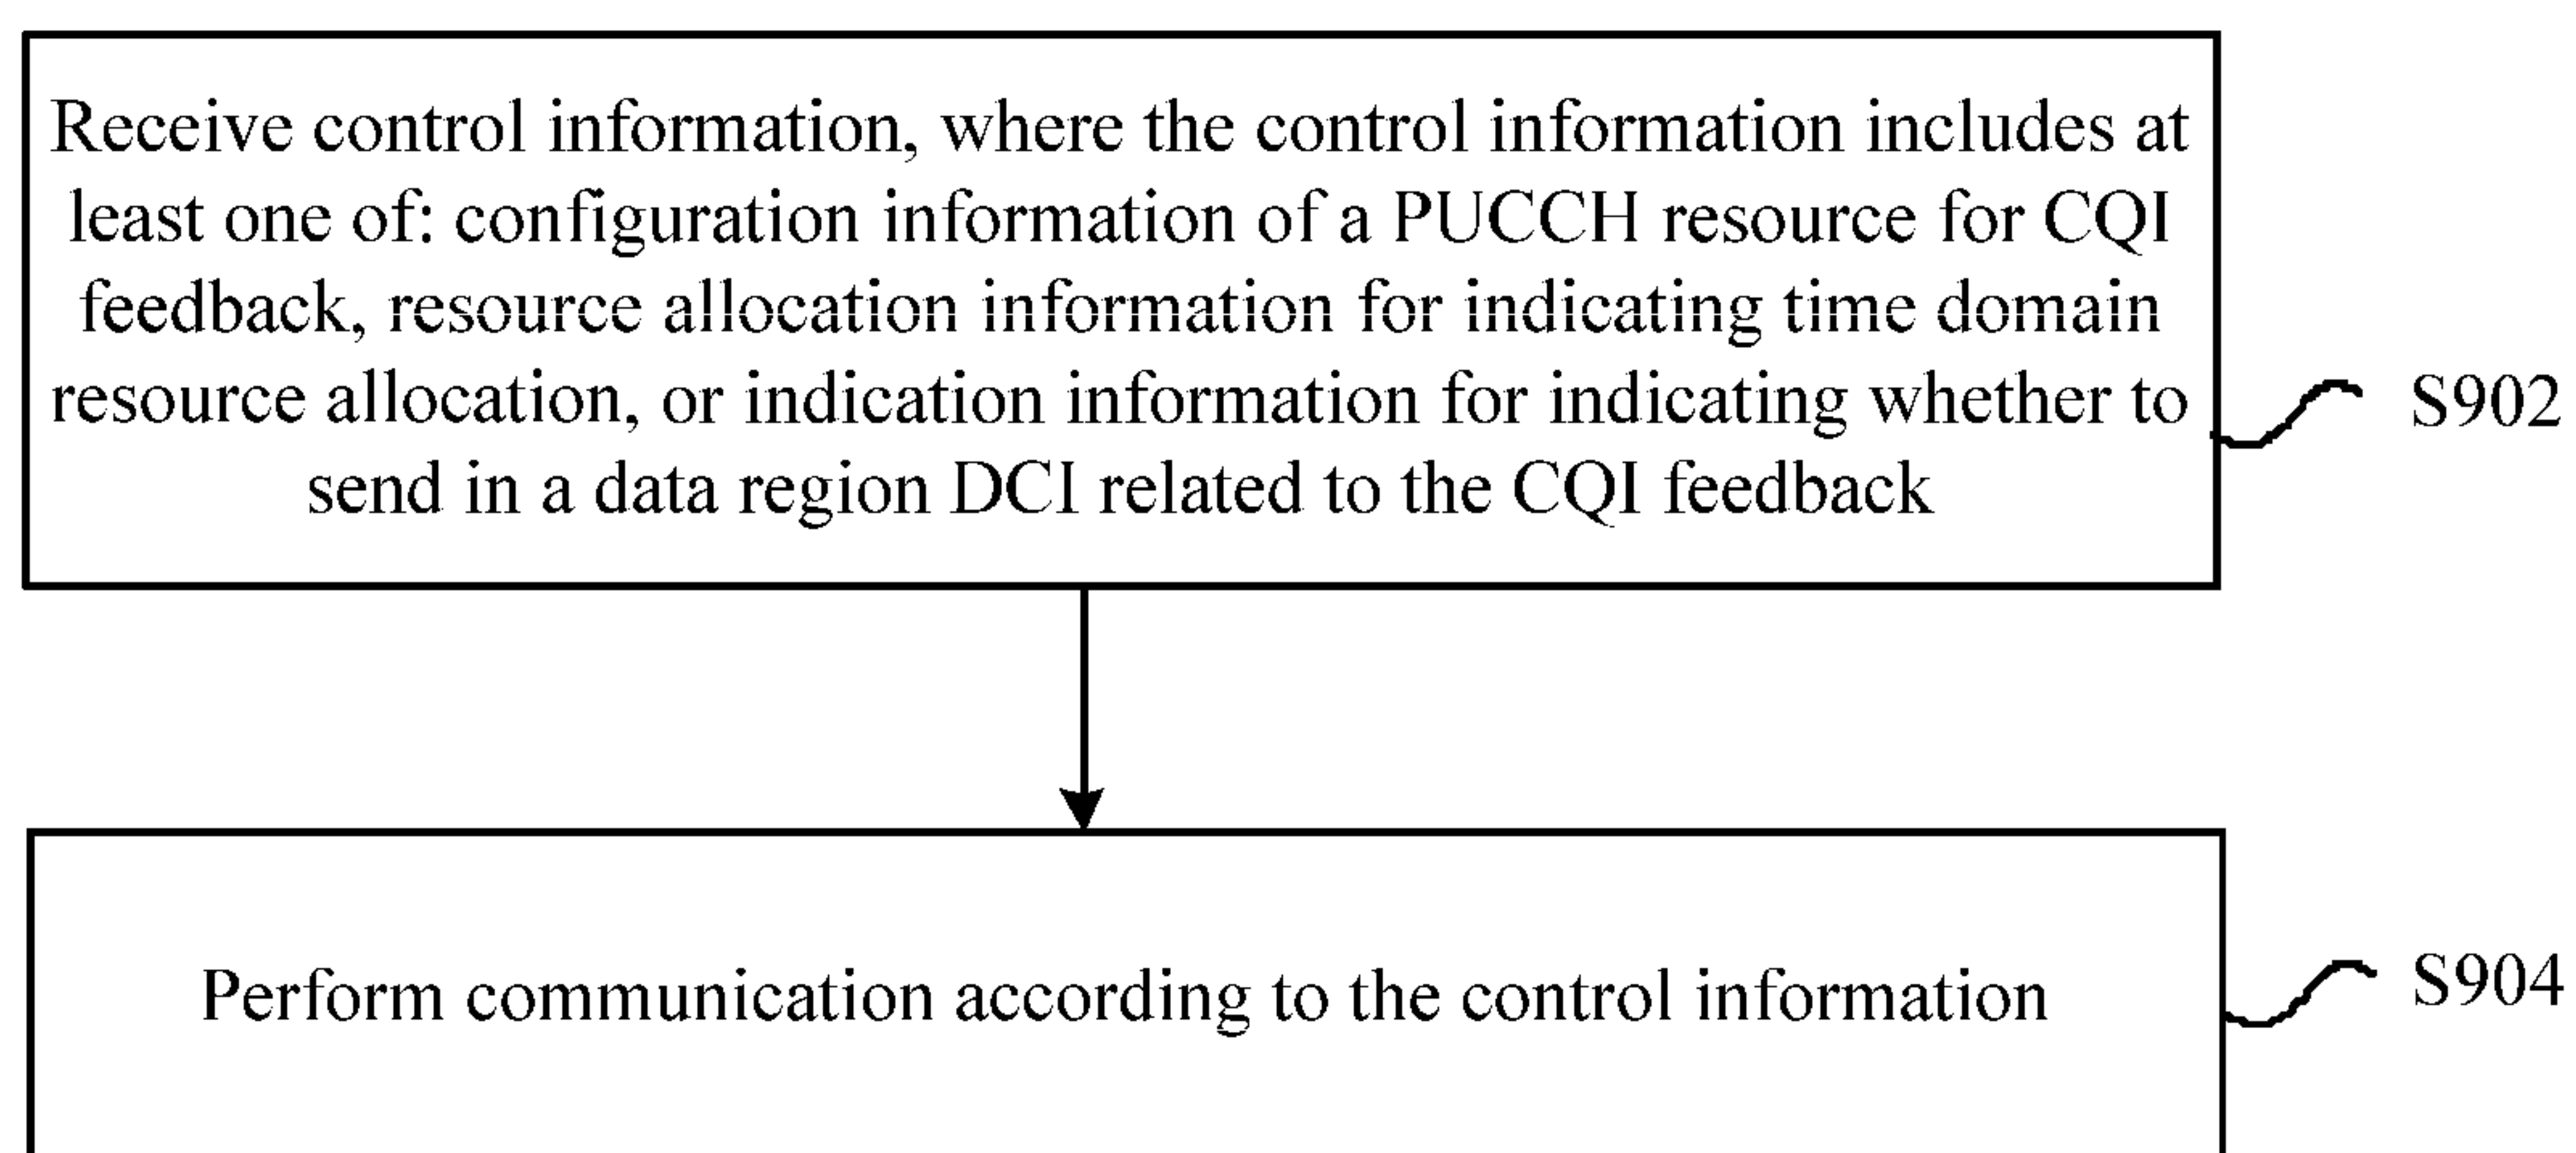 Receive control information, where the control information includes at
least one of: configuration information of a PUCCH resource for CQI
feedback, resource allocation information for indicating time domain
resource allocation, or indication information for indicating whether to
send in a data region DCI related to the CQI feedback
S902
Perform communication according to the control information
S904